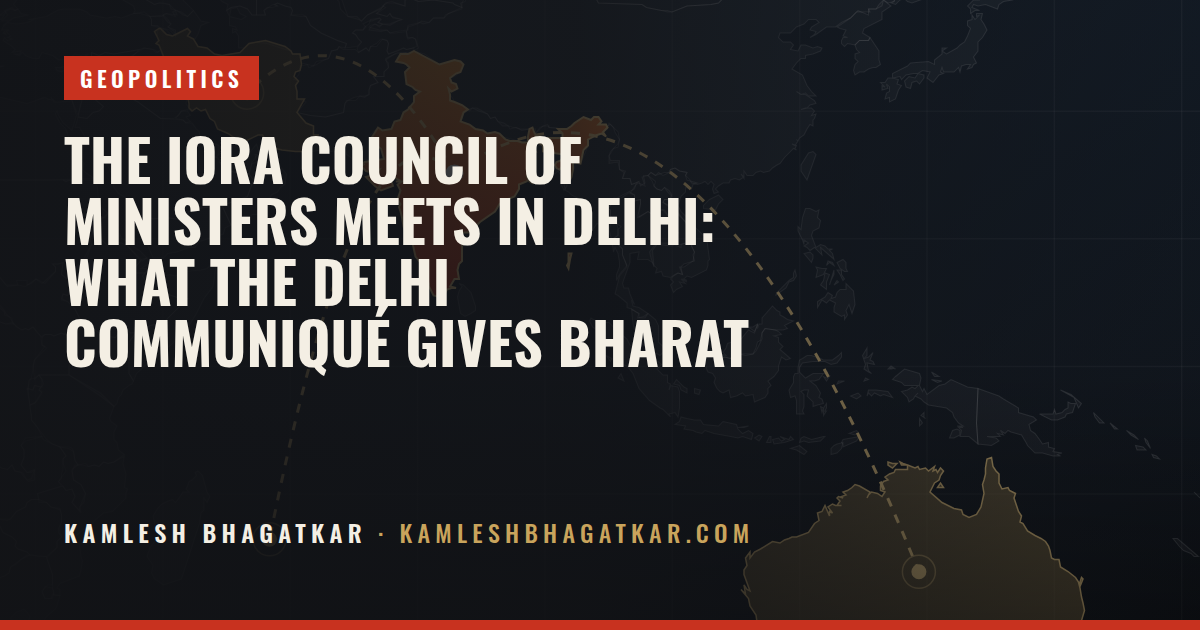 GEOPOLITICS
THE IORA COUNCIL OF
MINISTERS MEETS IN DELHI:
WHAT THE DELHI
COMMUNIQUÉ GIVES BHARAT
KAMLESH BHAGATKAR · KAMLESHBHAGATKAR.COM